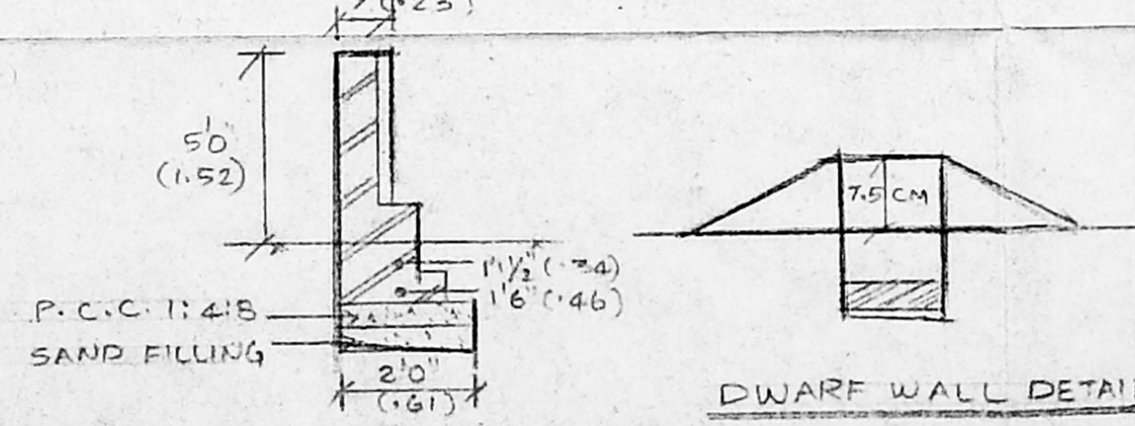 (.23)
5'0"
(1.52)
7.5 CM
1'1½" (.34)
1'6" (.46)
P.C.C. 1:4:8
SAND FILLING
2'0"
(.61)
DWARF WALL DETAI